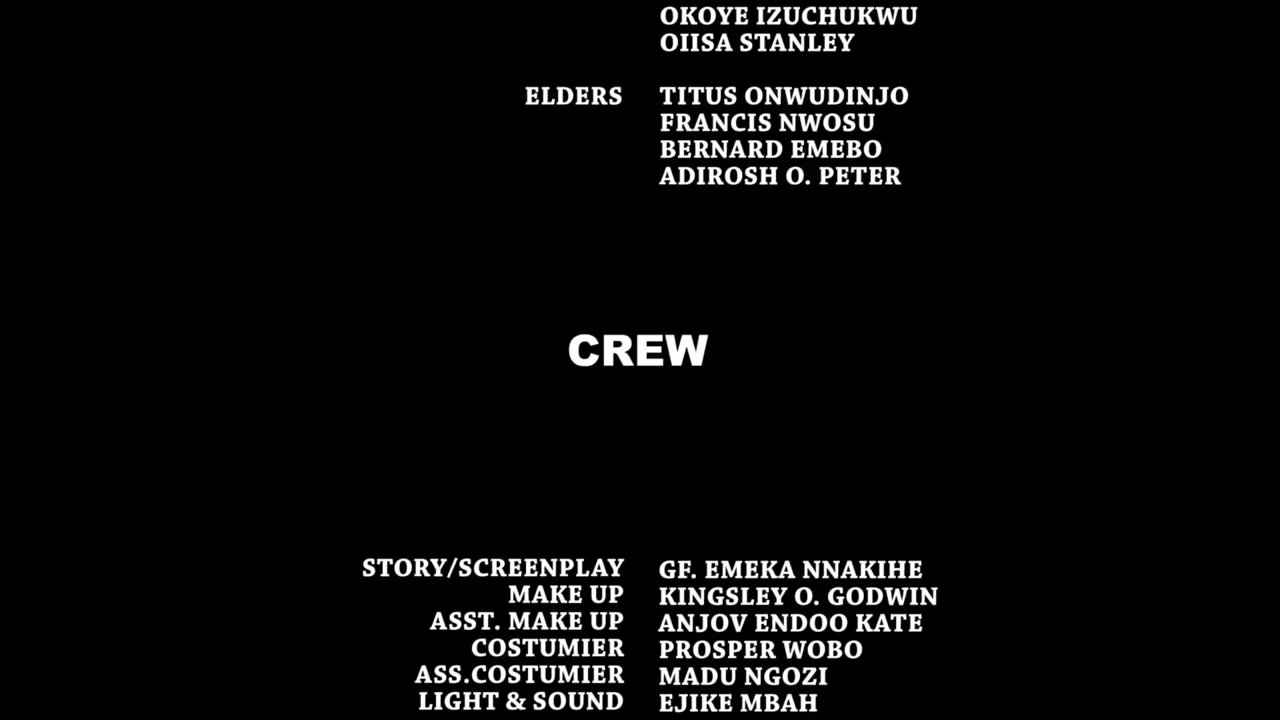 OKOYE IZUCHUKWU
OIISA STANLEY
ELDERS TITUS ONWUDINJO
FRANCIS NWOSU
BERNARD EMEBO
ADIROSH O. PETER
CREW
STORY/SCREENPLAY GF. EMEKA NNAKIHE
MAKE UP KINGSLEY O. GODWIN
ASST. MAKE UP ANJOV ENDOO KATE
COSTUMIER PROSPER WOBO
ASS.COSTUMIER MADU NGOZI
LIGHT & SOUND EJIKE MBAH